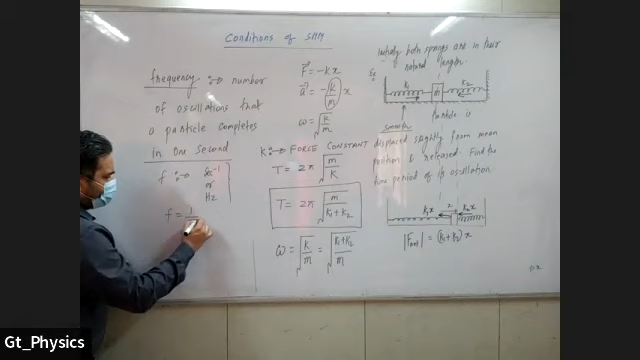 Conditions of SHM
frequency :→ number
of oscillations that
a particle completes
in one second
f :→ Sec⁻¹
or
Hz
f = 1
F⃗ = -kx
a⃗ = -(k/m) x
ω = √(k/m)
K :→ FORCE CONSTANT
T = 2π √(m/K)
T = 2π √(m/(K₁+K₂))
ω = √(K/m) = √((K₁+K₂)/m)
Ex
initially both springs are in their
natural length.
K₁ m K₂
smooth
Particle is
displaced slightly from mean
position & released. Find the
time period of its oscillation.
K₁x x K₂x
|Fnet| = (K₁+K₂) x
Gt_Physics